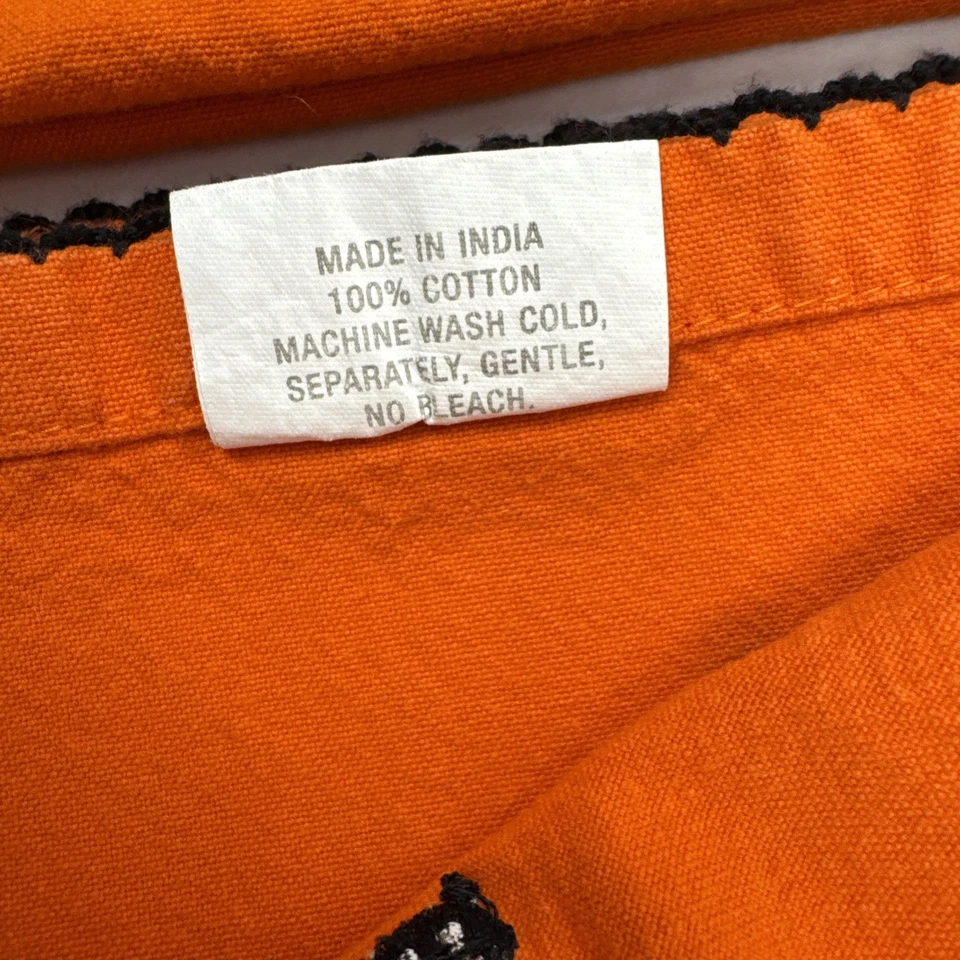 MADE IN INDIA
100% COTTON
MACHINE WASH COLD,
SEPARATELY, GENTLE,
NO BLEACH.